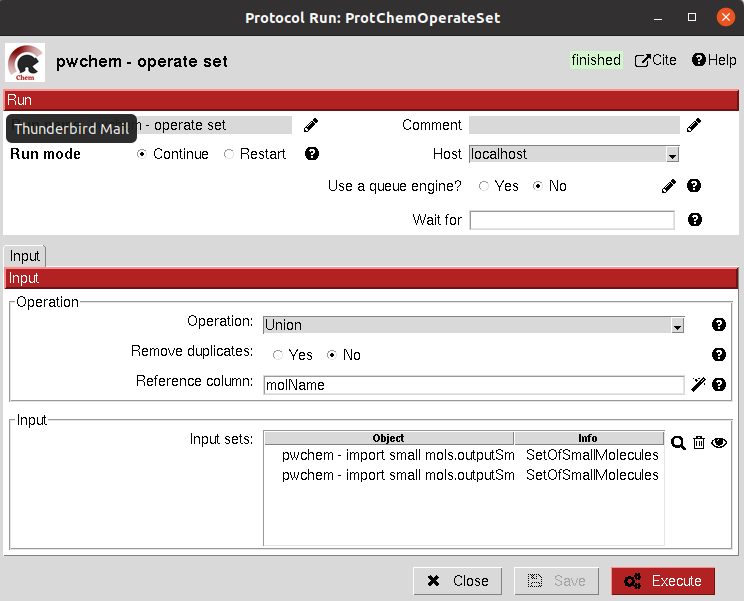 Protocol Run: ProtChemOperateSet
Chem
pwchem - operate set
finished
Cite
Help
Run
Thunderbird Mail
- operate set
Comment
Run mode
Continue
Restart
Host
localhost
Use a queue engine?
Yes
No
Wait for
Input
Input
Operation
Operation:
Union
Remove duplicates:
Yes
No
Reference column:
molName
Input
Input sets:
Object
Info
pwchem - import small mols.outputSm
SetOfSmallMolecules
pwchem - import small mols.outputSm
SetOfSmallMolecules
Close
Save
Execute